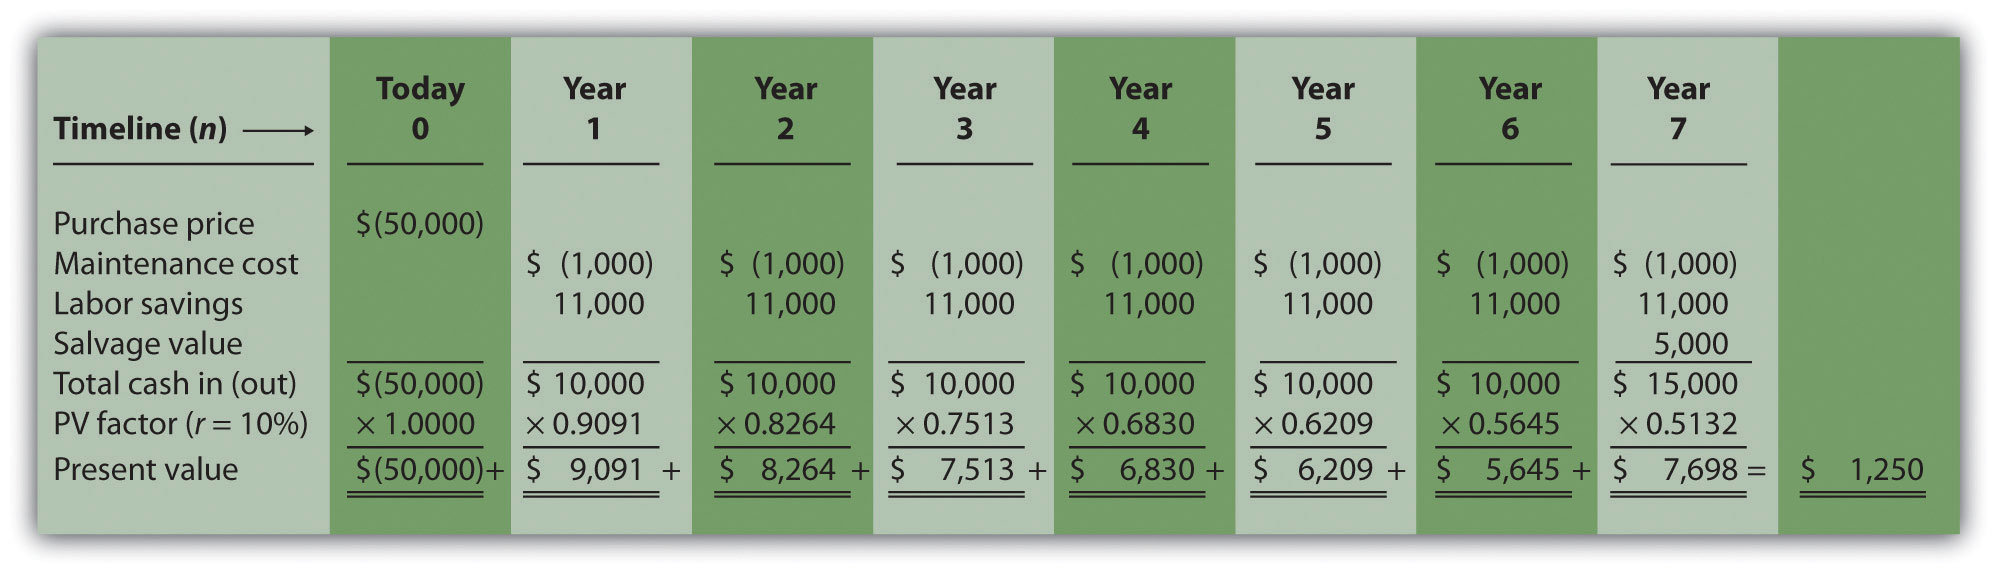 Today Year Year Year Year Year Year Year
Timeline (n) → 0 1 2 3 4 5 6 7
Purchase price $(50,000)
Maintenance cost $ (1,000) $ (1,000) $ (1,000) $ (1,000) $ (1,000) $ (1,000) $ (1,000)
Labor savings 11,000 11,000 11,000 11,000 11,000 11,000 11,000
Salvage value 5,000
Total cash in (out) $(50,000) $ 10,000 $ 10,000 $ 10,000 $ 10,000 $ 10,000 $ 10,000 $ 15,000
PV factor (r = 10%) × 1.0000 × 0.9091 × 0.8264 × 0.7513 × 0.6830 × 0.6209 × 0.5645 × 0.5132
Present value $(50,000)+ $ 9,091 + $ 8,264 + $ 7,513 + $ 6,830 + $ 6,209 + $ 5,645 + $ 7,698 = $ 1,250